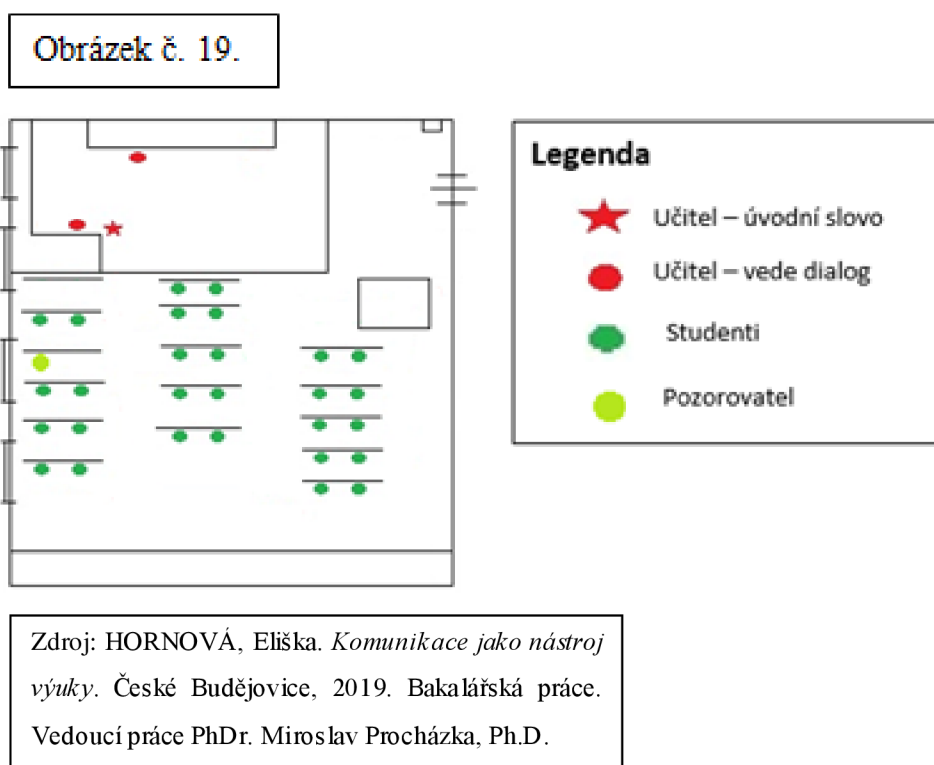 Obrázek č. 19.
Legenda
Učitel – úvodní slovo
Učitel – vede dialog
Studenti
Pozorovatel
Zdroj: HORNOVÁ, Eliška. Komunikace jako nástroj
výuky. České Budějovice, 2019. Bakalářská práce.
Vedoucí práce PhDr. Miroslav Procházka, Ph.D.